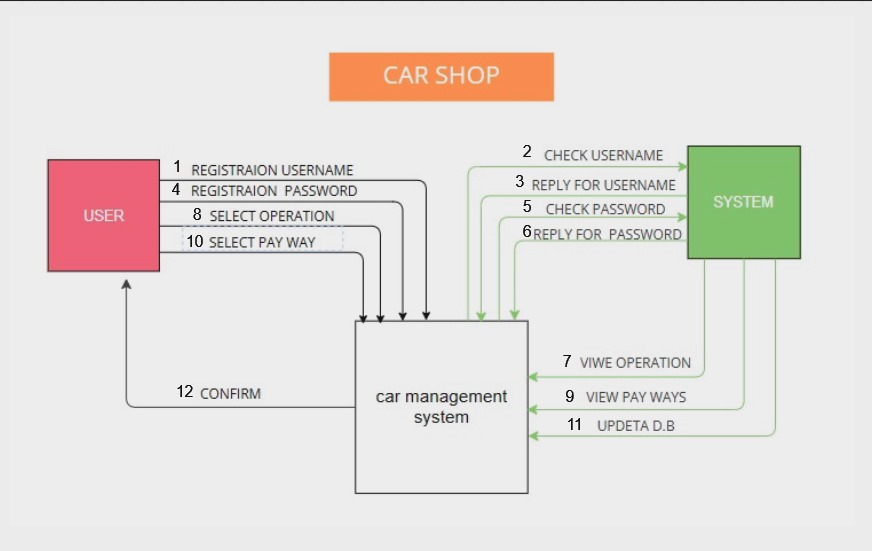 CAR SHOP
1 REGISTRAION USERNAME
4 REGISTRAION PASSWORD
8 SELECT OPERATION
10 SELECT PAY WAY
USER
2 CHECK USERNAME
3 REPLY FOR USERNAME
5 CHECK PASSWORD
6 REPLY FOR PASSWORD
SYSTEM
7 VIWE OPERATION
9 VIEW PAY WAYS
11 UPDETA D.B
12 CONFIRM
car management
system